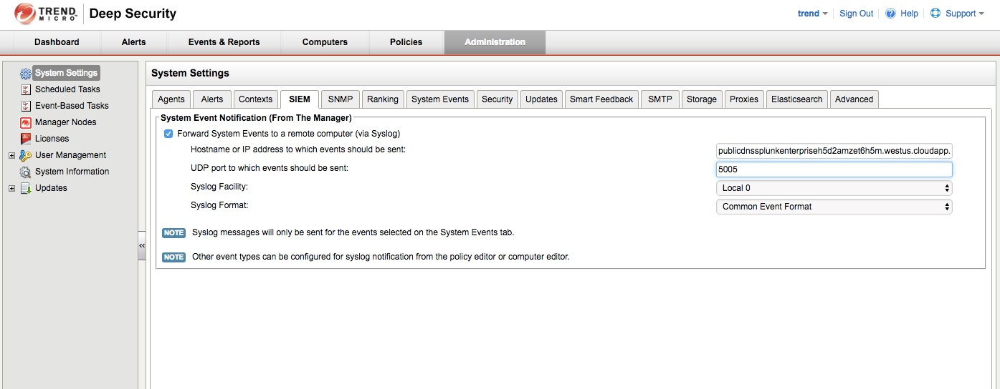 TREND MICRO Deep Security
trend Sign Out Help Support
Dashboard Alerts Events & Reports Computers Policies Administration
System Settings
Scheduled Tasks
Event-Based Tasks
Manager Nodes
Licenses
User Management
System Information
Updates
«
System Settings
Agents Alerts Contexts SIEM SNMP Ranking System Events Security Updates Smart Feedback SMTP Storage Proxies Elasticsearch Advanced
System Event Notification (From The Manager)
Forward System Events to a remote computer (via Syslog)
Hostname or IP address to which events should be sent: publicdnssplunkenterpriseh5d2amzet6h5m.westus.cloudapp.
UDP port to which events should be sent: 5005
Syslog Facility: Local 0
Syslog Format: Common Event Format
NOTE Syslog messages will only be sent for the events selected on the System Events tab.
NOTE Other event types can be configured for syslog notification from the policy editor or computer editor.